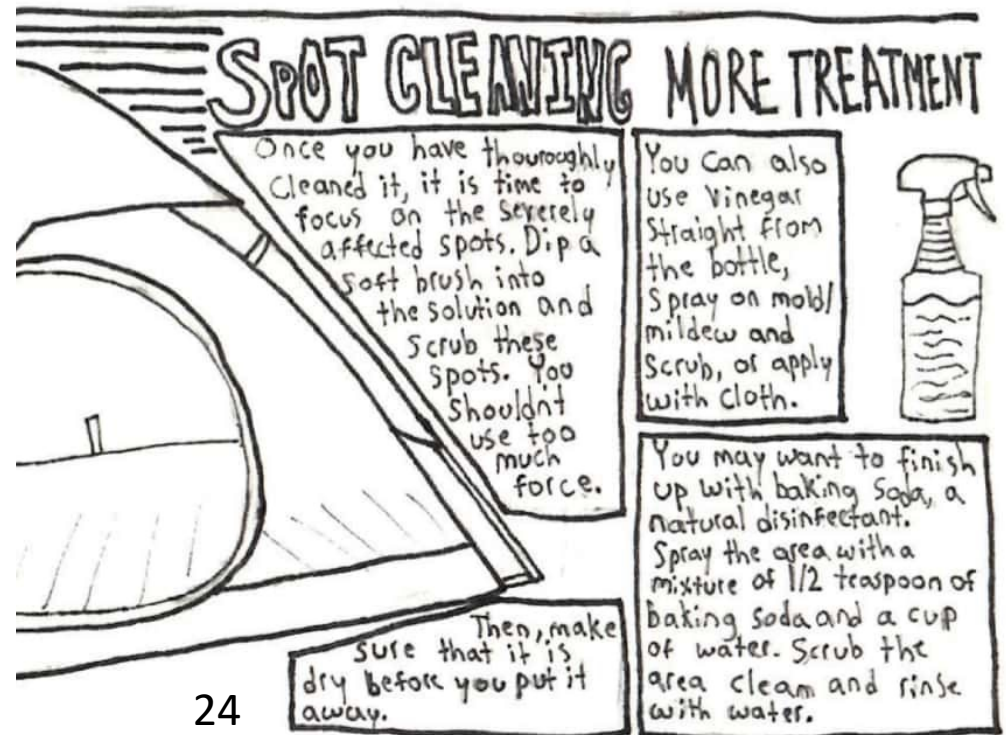 SPOT CLEANING
Once you have thouroughly
cleaned it, it is time to
focus on the severely
affected spots. Dip a
soft brush into
the solution and
scrub these
spots. You
shouldnt
use too
much
force.
Then, make
sure that it is
dry before you put it
away.
MORE TREATMENT
You can also
use vinegar
straight from
the bottle,
spray on mold/
mildew and
scrub, or apply
with cloth.
You may want to finish
up with baking soda, a
natural disinfectant.
Spray the area with a
mixture of 1/2 teaspoon of
baking soda and a cup
of water. Scrub the
area clean and rinse
with water.
24